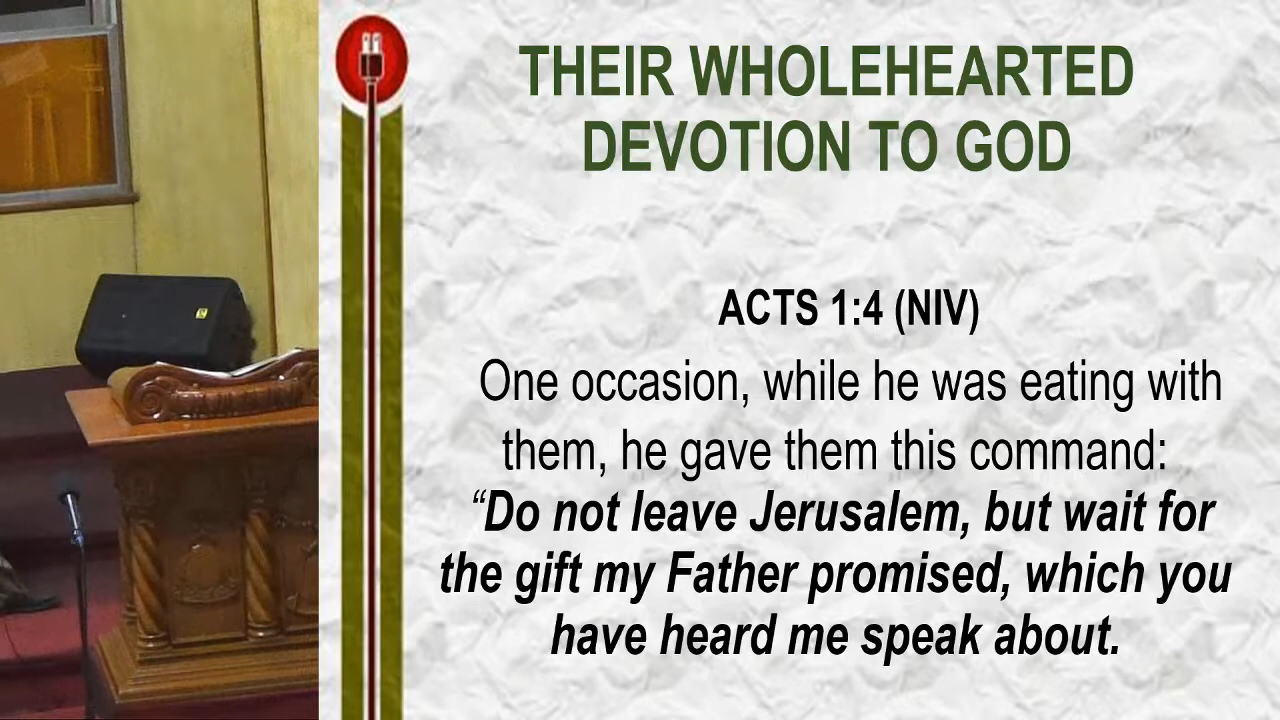 THEIR WHOLEHEARTED
DEVOTION TO GOD
ACTS 1:4 (NIV)
One occasion, while he was eating with
them, he gave them this command:
“Do not leave Jerusalem, but wait for
the gift my Father promised, which you
have heard me speak about.